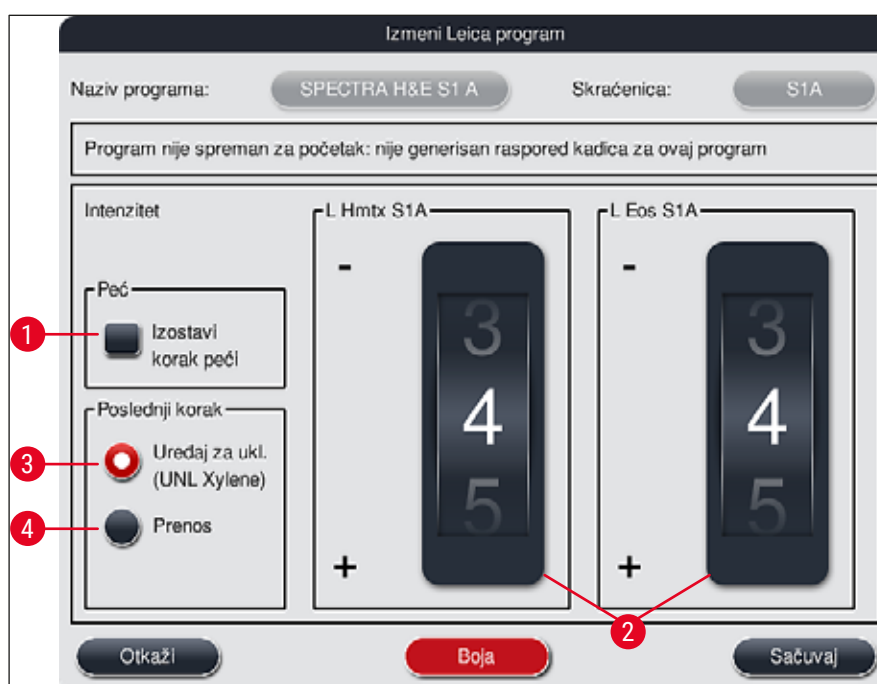 Izmeni Leica program
Naziv programa: SPECTRA H&E S1 A Skraćenica: S1A
Program nije spreman za početak: nije generisan raspored kadica za ovaj program
Intenzitet
L Hmtx S1A
L Eos S1A
Peć
1
Izostavi
korak peći
Poslednji korak
3
Uređaj za ukl.
(UNL Xylene)
4
Prenos
-
3
4
5
+
-
3
4
5
+
2
Otkaži Boja Sačuvaj